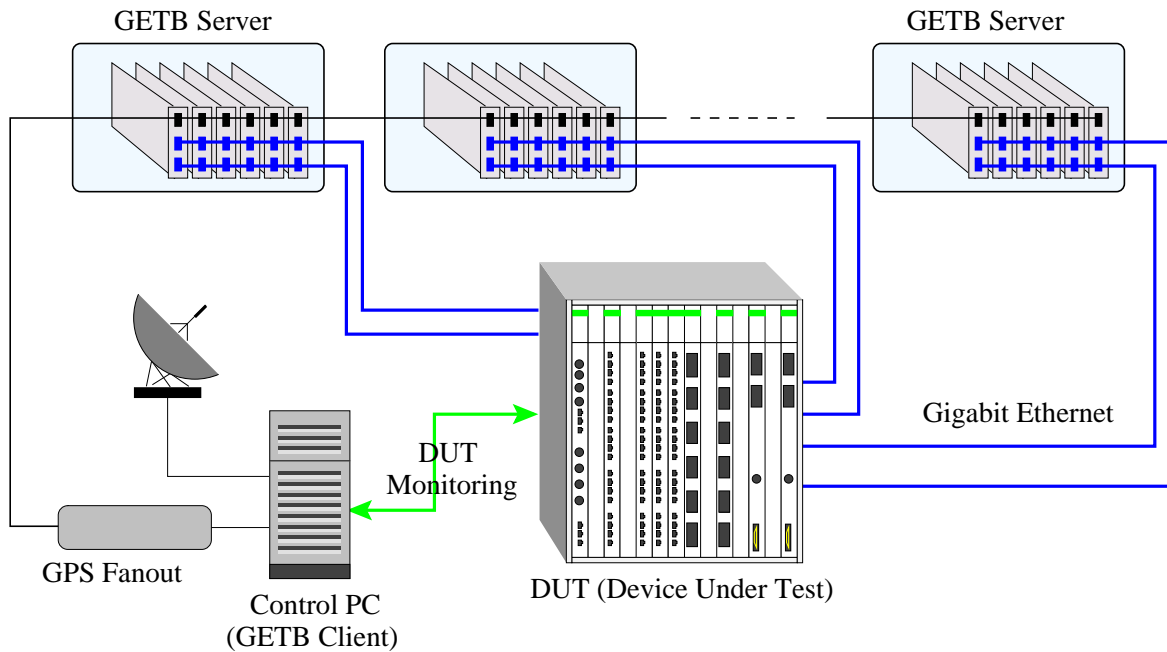 GETB Server
GETB Server
Gigabit Ethernet
DUT
Monitoring
GPS Fanout
DUT (Device Under Test)
Control PC
(GETB Client)